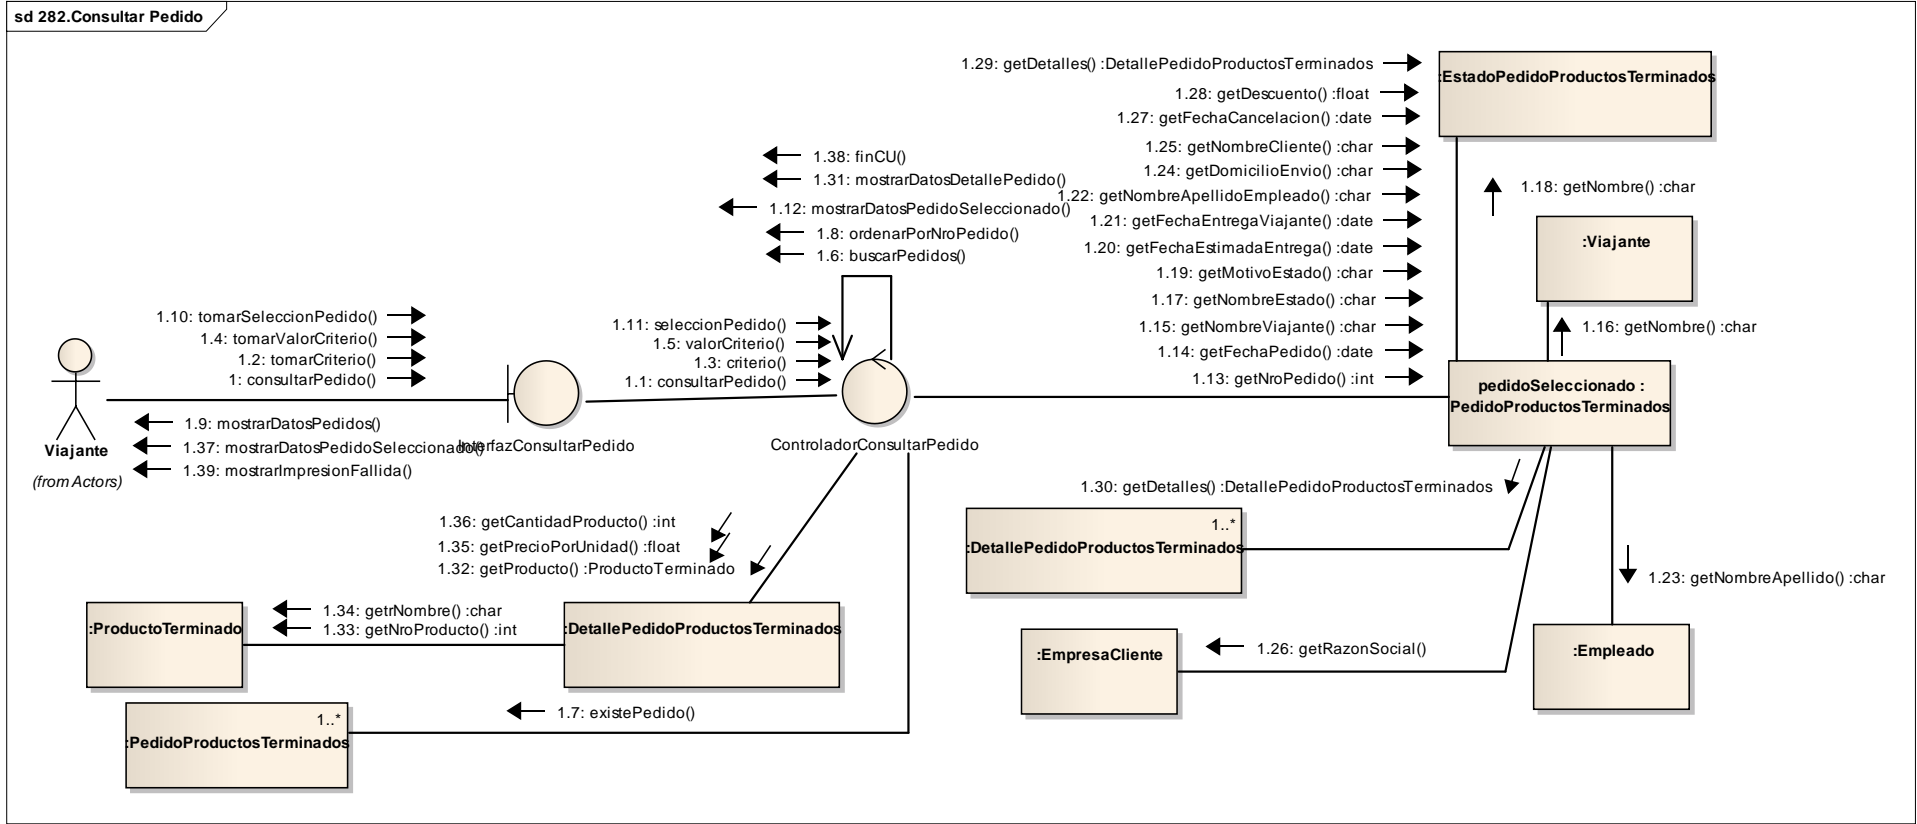 sd 282.Consultar Pedido
1.29: getDetalles() :DetallePedidoProductosTerminados
1.28: getDescuento() :float
1.27: getFechaCancelacion() :date
1.25: getNombreCliente() :char
1.24: getDomicilioEnvio() :char
1.22: getNombreApellidoEmpleado() :char
1.21: getFechaEntregaViajante() :date
1.20: getFechaEstimadaEntrega() :date
1.19: getMotivoEstado() :char
1.17: getNombreEstado() :char
1.15: getNombreViajante() :char
1.14: getFechaPedido() :date
1.13: getNroPedido() :int
:EstadoPedidoProductosTerminados
1.18: getNombre() :char
:Viajante
1.16: getNombre() :char
pedidoSeleccionado :
PedidoProductosTerminados
1.38: finCU()
1.31: mostrarDatosDetallePedido()
1.12: mostrarDatosPedidoSeleccionado()
1.8: ordenarPorNroPedido()
1.6: buscarPedidos()
1.10: tomarSeleccionPedido()
1.4: tomarValorCriterio()
1.2: tomarCriterio()
1: consultarPedido()
1.11: seleccionPedido()
1.5: valorCriterio()
1.3: criterio()
1.1: consultarPedido()
1.9: mostrarDatosPedidos()
1.37: mostrarDatosPedidoSeleccionado()
1.39: mostrarImpresionFallida()
Viajante
(from Actors)
InterfazConsultarPedido
ControladorConsultarPedido
1.30: getDetalles() :DetallePedidoProductosTerminados
1..*
:DetallePedidoProductosTerminados
1.36: getCantidadProducto() :int
1.35: getPrecioPorUnidad() :float
1.32: getProducto() :ProductoTerminado
1.23: getNombreApellido() :char
:ProductoTerminado
1.34: getrNombre() :char
1.33: getNroProducto() :int
:DetallePedidoProductosTerminados
:EmpresaCliente
1.26: getRazonSocial()
:Empleado
1..*
:PedidoProductosTerminados
1.7: existePedido()